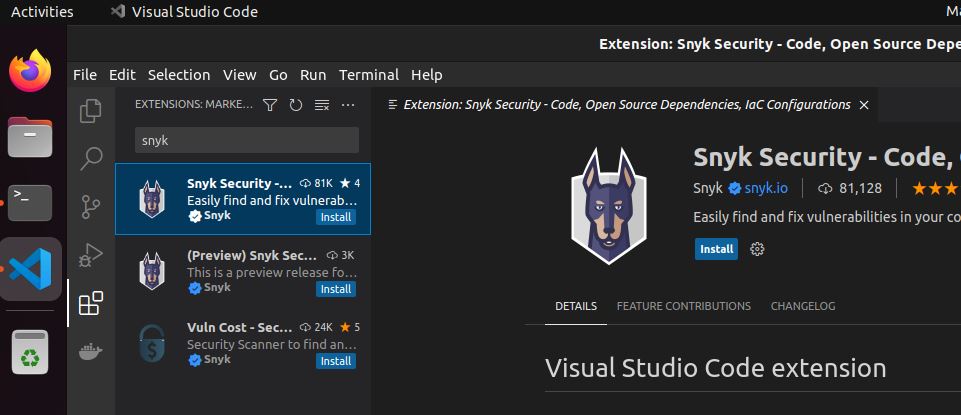 Activities
Visual Studio Code
Ma
Extension: Snyk Security - Code, Open Source Depe
File Edit Selection View Go Run Terminal Help
EXTENSIONS: MARKE...
Extension: Snyk Security - Code, Open Source Dependencies, IaC Configurations
snyk
Snyk Security -... 81K 4
Easily find and fix vulnerab...
Snyk Install
(Preview) Snyk Sec... 3K
This is a preview release fo...
Snyk Install
Vuln Cost - Sec... 24K 5
Security Scanner to find an...
Snyk Install
Snyk Security - Code,
Snyk snyk.io 81,128
Easily find and fix vulnerabilities in your co
Install
DETAILS FEATURE CONTRIBUTIONS CHANGELOG
Visual Studio Code extension